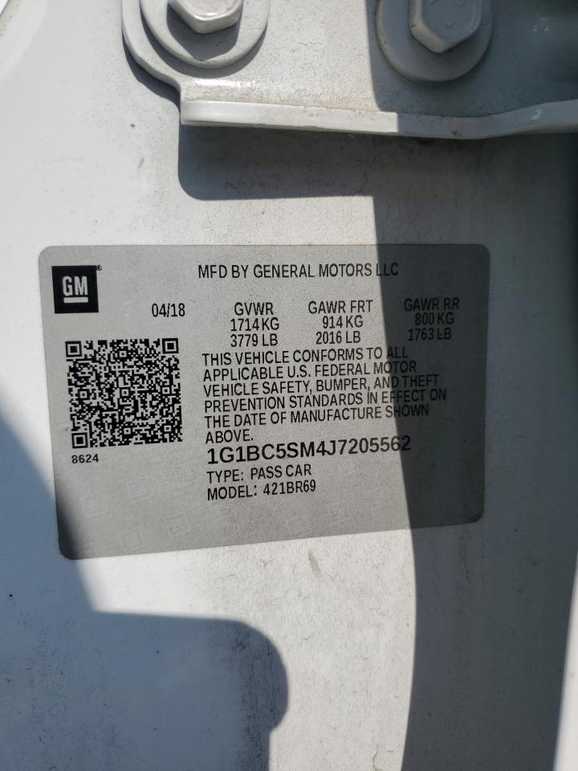 GM®
MFD BY GENERAL MOTORS LLC
04/18 GVWR GAWR FRT GAWR RR
1714 KG 914 KG 800 KG
3779 LB 2016 LB 1763 LB
THIS VEHICLE CONFORMS TO ALL
APPLICABLE U.S. FEDERAL MOTOR
VEHICLE SAFETY, BUMPER, AND THEFT
PREVENTION STANDARDS IN EFFECT ON
THE DATE OF MANUFACTURE SHOWN
ABOVE.
8624
1G1BC5SM4J7205562
TYPE: PASS CAR
MODEL: 421BR69